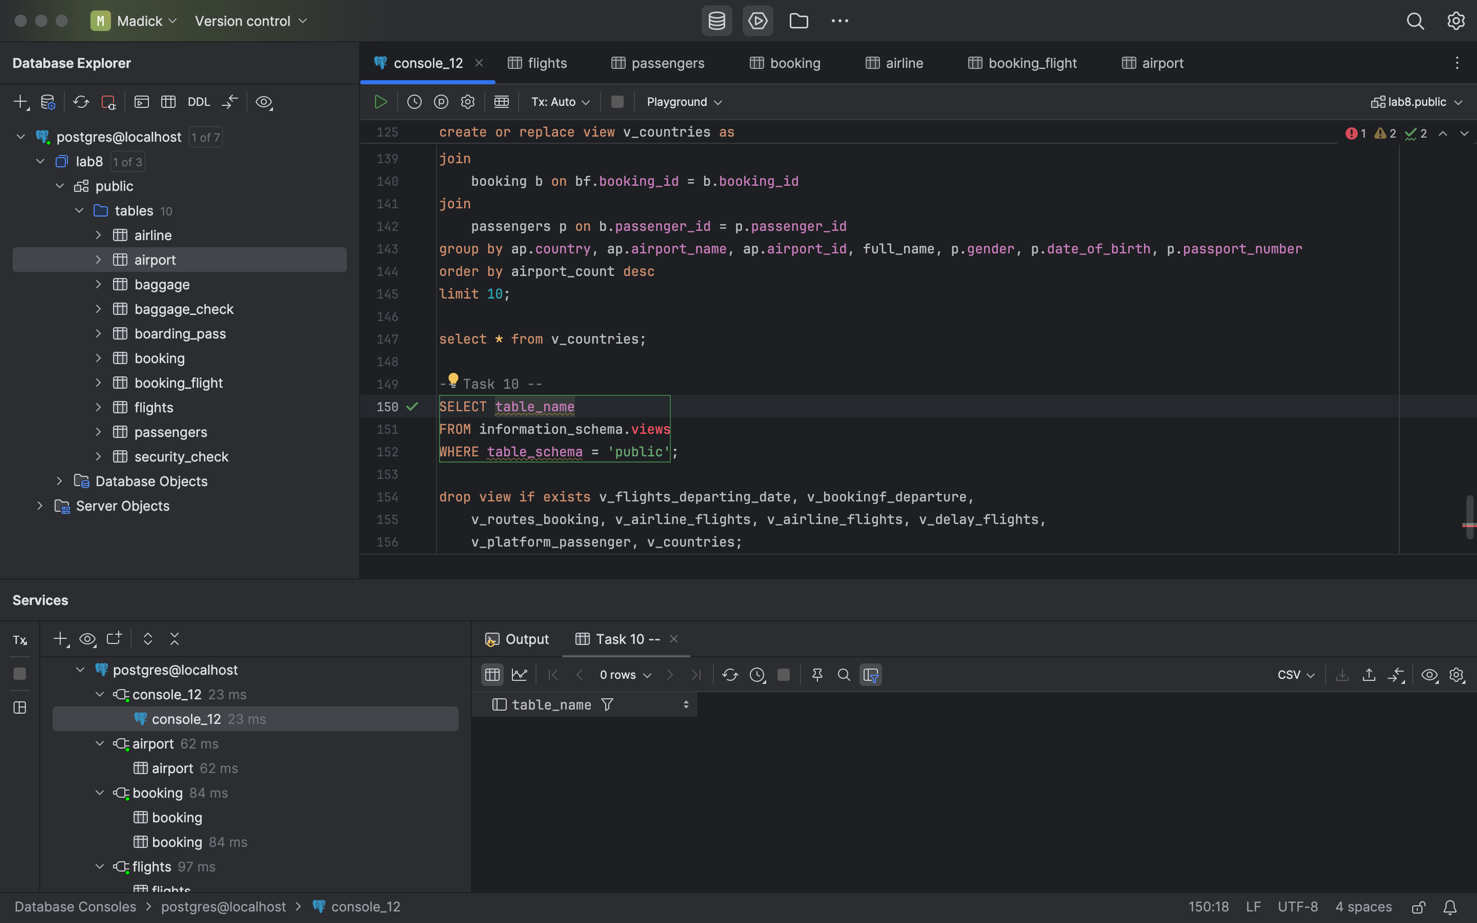 M Madick Version control
Database Explorer
console_12 flights passengers booking airline booking_flight airport
DDL
Tx: Auto Playground lab8.public
postgres@localhost 1 of 7
lab8 1 of 3
public
tables 10
airline
airport
baggage
baggage_check
boarding_pass
booking
booking_flight
flights
passengers
security_check
Database Objects
Server Objects
125 create or replace view v_countries as
1 2 2
139 join
140 booking b on bf.booking_id = b.booking_id
141 join
142 passengers p on b.passenger_id = p.passenger_id
143 group by ap.country, ap.airport_name, ap.airport_id, full_name, p.gender, p.date_of_birth, p.passport_number
144 order by airport_count desc
145 limit 10;
146
147 select * from v_countries;
148
149 - Task 10 --
150 SELECT table_name
151 FROM information_schema.views
152 WHERE table_schema = 'public';
153
154 drop view if exists v_flights_departing_date, v_bookingf_departure,
155 v_routes_booking, v_airline_flights, v_airline_flights, v_delay_flights,
156 v_platform_passenger, v_countries;
Services
Tx
postgres@localhost
console_12 23 ms
console_12 23 ms
airport 62 ms
airport 62 ms
booking 84 ms
booking
booking 84 ms
flights 97 ms
flights
Output Task 10 --
0 rows CSV
table_name
Database Consoles postgres@localhost console_12
150:18 LF UTF-8 4 spaces